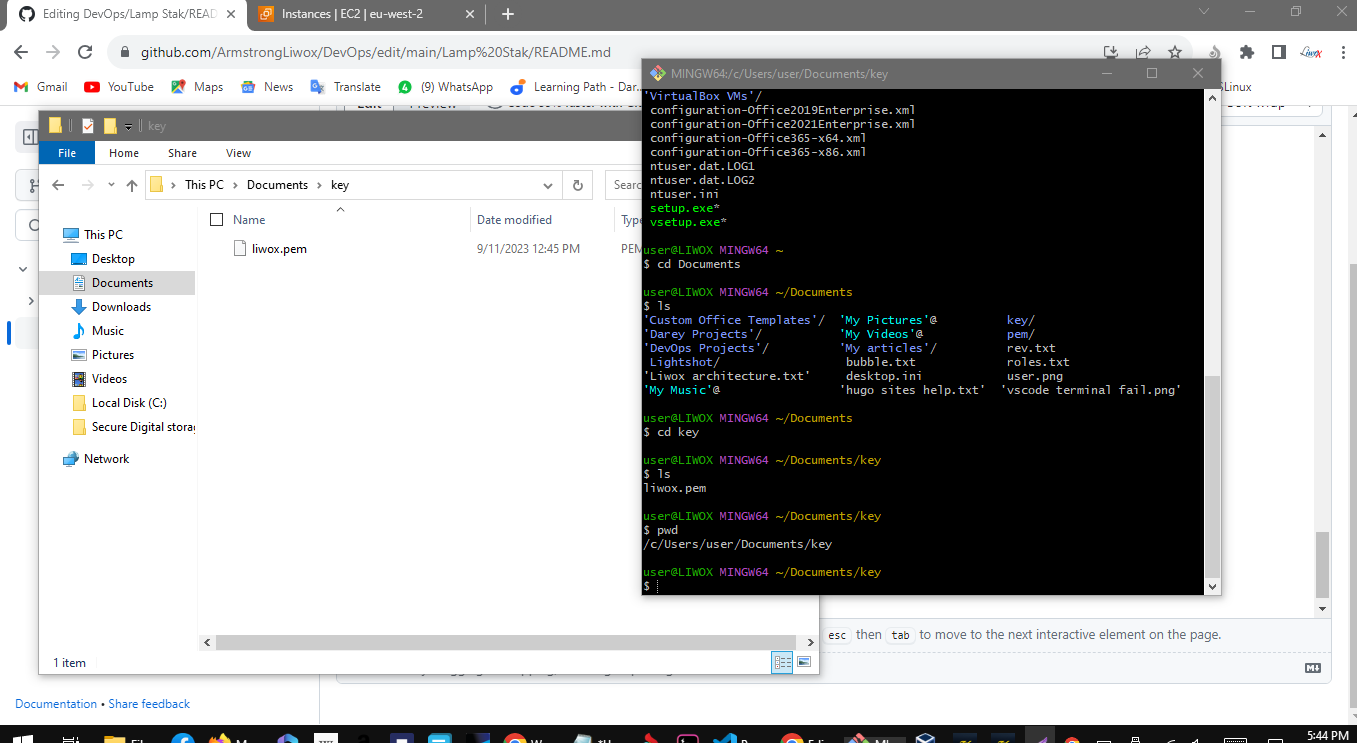 Editing DevOps/Lamp Stak/READ
Instances | EC2 | eu-west-2
github.com/ArmstrongLiwox/DevOps/edit/main/Lamp%20Stak/README.md
Gmail
YouTube
Maps
News
Translate
(9) WhatsApp
Learning Path - Dar...
SLinux
key
File
Home
Share
View
This PC
Documents
key
Searc
This PC
Desktop
Documents
Downloads
Music
Pictures
Videos
Local Disk (C:)
Secure Digital storag
Network
Name
Date modified
Type
liwox.pem
9/11/2023 12:45 PM
PEM
1 item
MINGW64:/c/Users/user/Documents/key
'VirtualBox VMs'/
configuration-Office2019Enterprise.xml
configuration-Office2021Enterprise.xml
configuration-Office365-x64.xml
configuration-Office365-x86.xml
ntuser.dat.LOG1
ntuser.dat.LOG2
ntuser.ini
setup.exe*
vsetup.exe*
user@LIWOX MINGW64 ~
$ cd Documents
user@LIWOX MINGW64 ~/Documents
$ ls
'Custom Office Templates'/ 'My Pictures'@ key/
'Darey Projects'/ 'My Videos'@ pem/
'DevOps Projects'/ 'My articles'/ rev.txt
Lightshot/ bubble.txt roles.txt
'Liwox architecture.txt' desktop.ini user.png
'My Music'@ 'hugo sites help.txt' 'vscode terminal fail.png'
user@LIWOX MINGW64 ~/Documents
$ cd key
user@LIWOX MINGW64 ~/Documents/key
$ ls
liwox.pem
user@LIWOX MINGW64 ~/Documents/key
$ pwd
/c/Users/user/Documents/key
user@LIWOX MINGW64 ~/Documents/key
$
esc then tab to move to the next interactive element on the page.
Documentation • Share feedback
5:44 PM